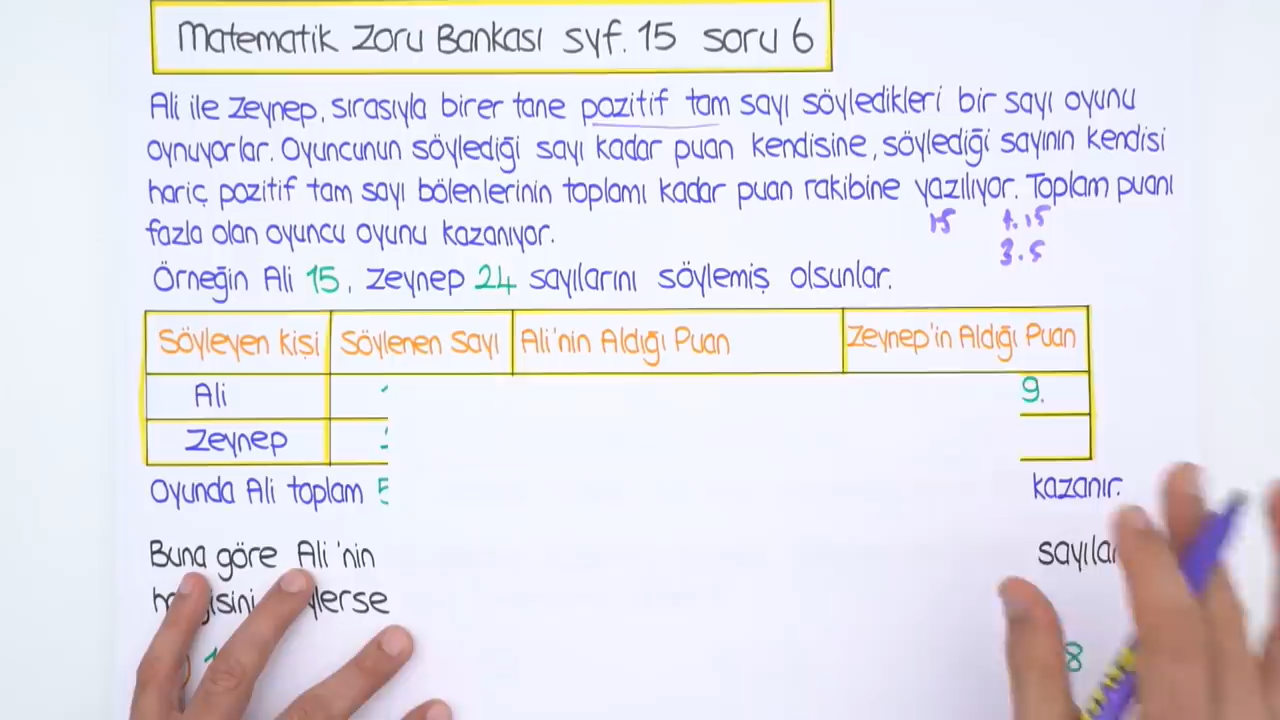 Matematik Zoru Bankası syf. 15 soru 6
Ali ile Zeynep, sırasıyla birer tane pozitif tam sayı söyledikleri bir sayı oyunu
oynuyorlar. Oyuncunun söylediği sayı kadar puan kendisine, söylediği sayının kendisi
hariç pozitif tam sayı bölenlerinin toplamı kadar puan rakibine yazılıyor. Toplam puanı
15 1.15
fazla olan oyuncu oyunu kazanıyor.
3.5
Örneğin Ali 15, Zeynep 24 sayılarını söylemiş olsunlar.
Söyleyen Kişi Söylenen Sayı Ali'nin Aldığı Puan Zeynep'in Aldığı Puan
Ali 9.
Zeynep
Oyunda Ali toplam 5 kazanır.
Buna göre Ali'nin
8